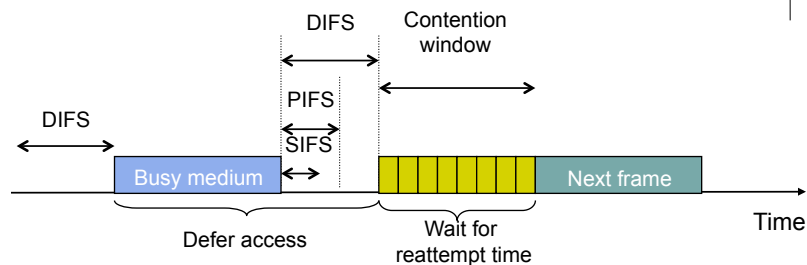 DIFS
Contention
window
PIFS
DIFS
SIFS
Busy medium
Next frame
Time
Defer access
Wait for
reattempt time